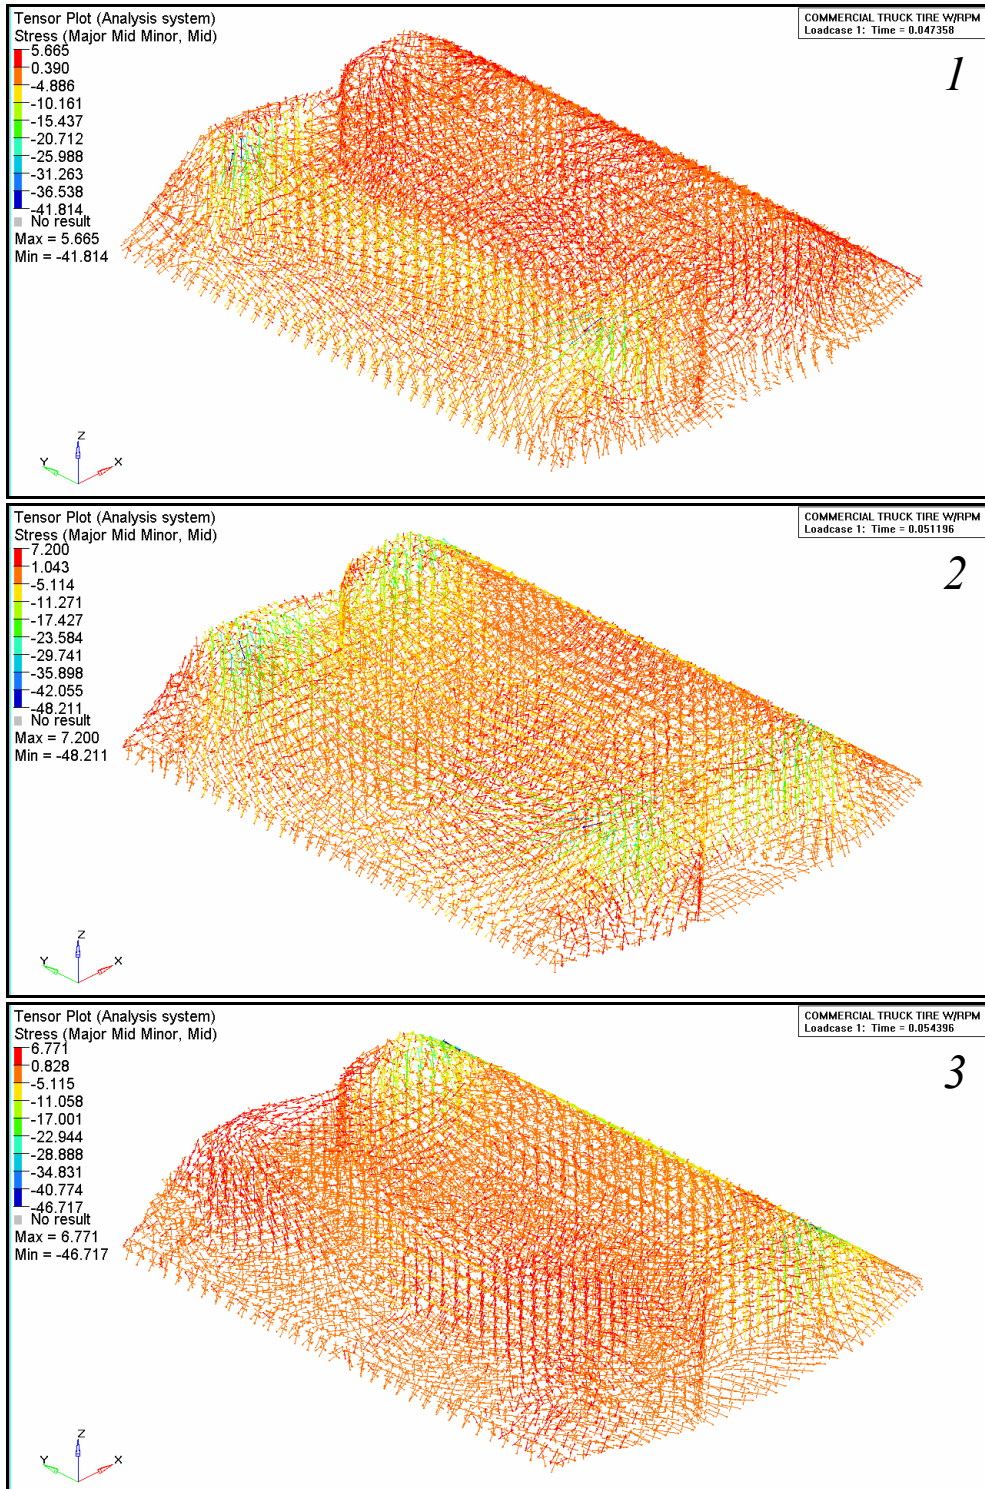 Tensor Plot (Analysis system)
Stress (Major Mid Minor, Mid)
5.665
0.390
-4.886
-10.161
-15.437
-20.712
-25.988
-31.263
-36.538
-41.814
No result
Max = 5.665
Min = -41.814
COMMERCIAL TRUCK TIRE W/RPM
Loadcase 1: Time = 0.047358
1
Z
Y
X
Tensor Plot (Analysis system)
Stress (Major Mid Minor, Mid)
7.200
1.043
-5.114
-11.271
-17.427
-23.584
-29.741
-35.898
-42.055
-48.211
No result
Max = 7.200
Min = -48.211
COMMERCIAL TRUCK TIRE W/RPM
Loadcase 1: Time = 0.051196
2
Z
Y
X
Tensor Plot (Analysis system)
Stress (Major Mid Minor, Mid)
6.771
0.828
-5.115
-11.058
-17.001
-22.944
-28.888
-34.831
-40.774
-46.717
No result
Max = 6.771
Min = -46.717
COMMERCIAL TRUCK TIRE W/RPM
Loadcase 1: Time = 0.054396
3
Z
Y
X